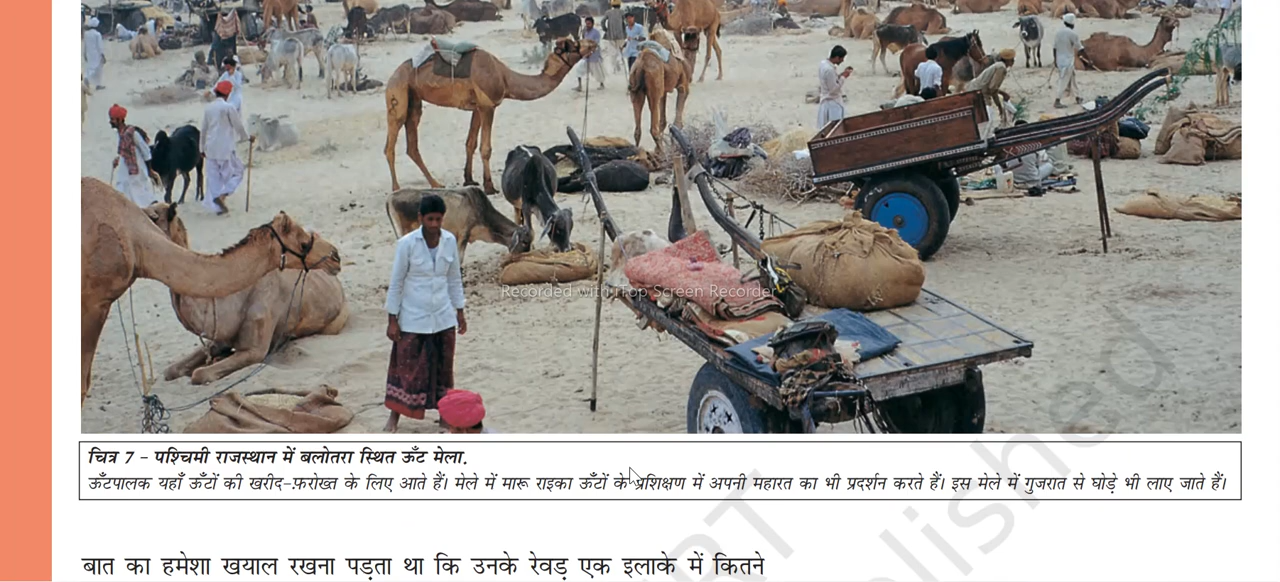 Recorded with iTop Screen Recorder
चित्र 7 – पश्चिमी राजस्थान में बलोतरा स्थित ऊँट मेला.
ऊँटपालक यहाँ ऊँटों की खरीद-फ़रोख्त के लिए आते हैं। मेले में मारू राइका ऊँटों के प्रशिक्षण में अपनी महारत का भी प्रदर्शन करते हैं। इस मेले में गुजरात से घोड़े भी लाए जाते हैं।
बात का हमेशा खयाल रखना पड़ता था कि उनके रेवड़ एक इलाके में कितने